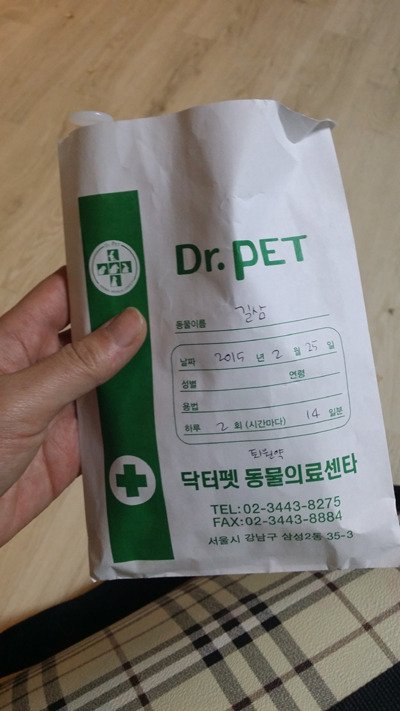 Dr. PET
동물이름 길삼
날짜 2015 년 2 월 25 일
성별 연령
용법
하루 2 회 (시간마다) 14 일분
퇴원약
닥터펫 동물의료센타
TEL:02-3443-8275
FAX:02-3443-8884
서울시 강남구 삼성2동 35-3